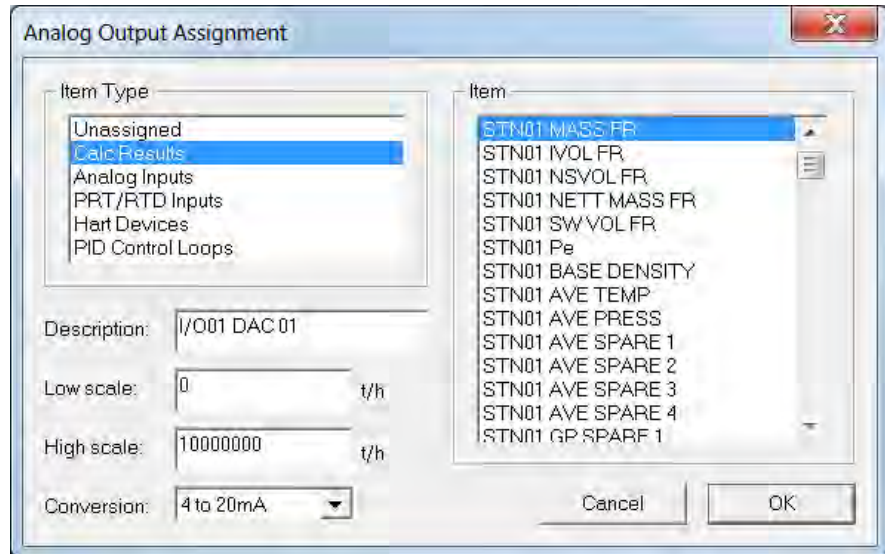 Analog Output Assignment
Item Type
Unassigned
Calc Results
Analog Inputs
PRT/RTD Inputs
Hart Devices
PID Control Loops
Description: I/O01 DAC 01
Low scale: 0 t/h
High scale: 10000000 t/h
Conversion: 4 to 20mA
Item
STN01 MASS FR
STN01 IVOL FR
STN01 NSVOL FR
STN01 NETT MASS FR
STN01 SW VOL FR
STN01 Pe
STN01 BASE DENSITY
STN01 AVE TEMP
STN01 AVE PRESS
STN01 AVE SPARE 1
STN01 AVE SPARE 2
STN01 AVE SPARE 3
STN01 AVE SPARE 4
STN01 GP SPARE 1
Cancel OK